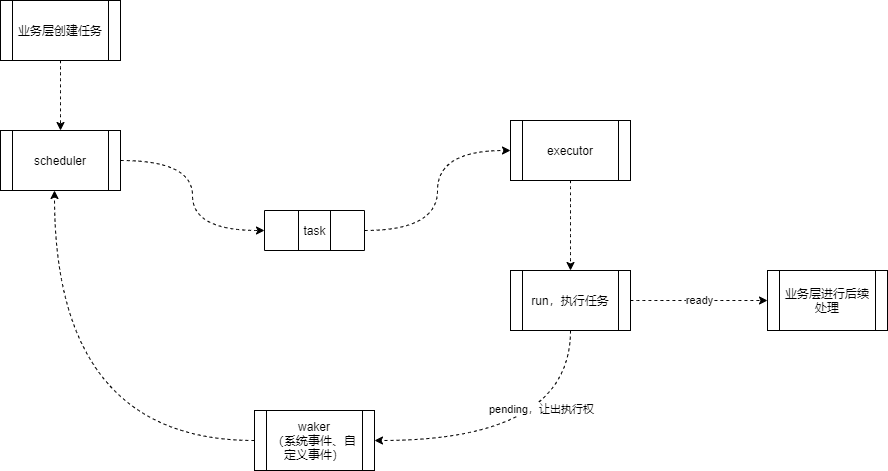 业务层创建任务
scheduler
executor
task
run，执行任务
ready
业务层进行后续
处理
pending，让出执行权
waker
（系统事件、自
定义事件）